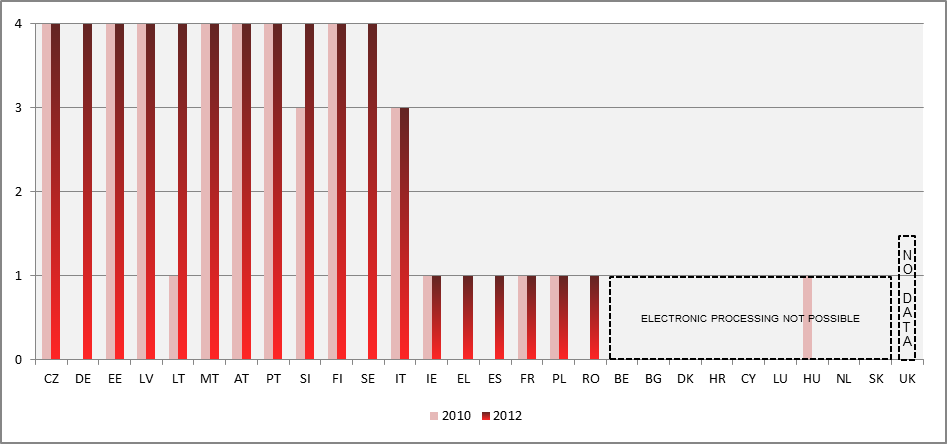 4
3
2
1
0
ELECTRONIC PROCESSING NOT POSSIBLE
NO DATA
CZ DE EE LV LT MT AT PT SI FI SE IT IE EL ES FR PL RO BE BG DK HR CY LU HU NL SK UK
2010 2012